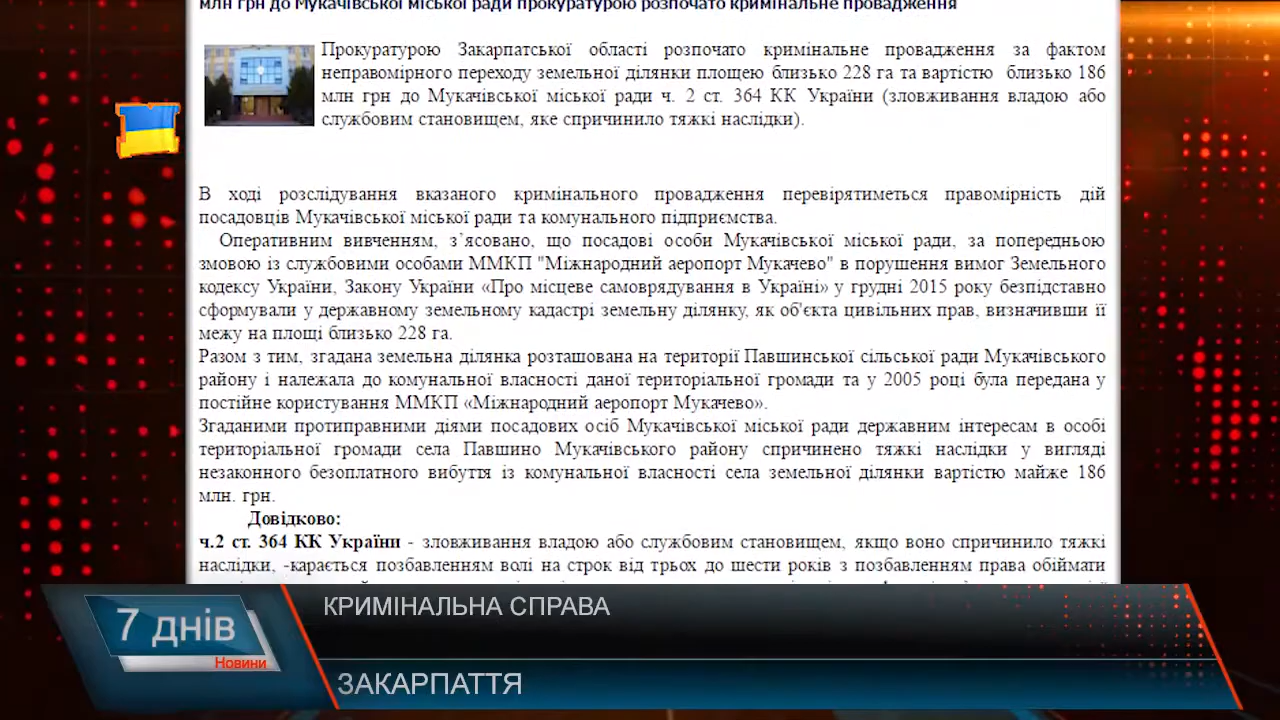 млн грн до Мукачівської міської ради прокуратурою розпочато кримінальне провадження
Прокуратурою Закарпатської області розпочато кримінальне провадження за фактом
неправомірного переходу земельної ділянки площею близько 228 га та вартістю близько 186
млн грн до Мукачівської міської ради ч. 2 ст. 364 КК України (зловживання владою або
службовим становищем, яке спричинило тяжкі наслідки).
В ході розслідування вказаного кримінального провадження перевірятиметься правомірність дій
посадовців Мукачівської міської ради та комунального підприємства.
Оперативним вивченням, з’ясовано, що посадові особи Мукачівської міської ради, за попередньою
змовою із службовими особами ММКП "Міжнародний аеропорт Мукачево" в порушення вимог Земельного
кодексу України, Закону України «Про місцеве самоврядування в Україні» у грудні 2015 року безпідставно
сформували у державному земельному кадастрі земельну ділянку, як об'єкта цивільних прав, визначивши її
межу на площі близько 228 га.
Разом з тим, згадана земельна ділянка розташована на території Павшинської сільської ради Мукачівського
району і належала до комунальної власності даної територіальної громади та у 2005 році була передана у
постійне користування ММКП «Міжнародний аеропорт Мукачево».
Згаданими протиправними діями посадових осіб Мукачівської міської ради державним інтересам в особі
територіальної громади села Павшино Мукачівського району спричинено тяжкі наслідки у вигляді
незаконного безоплатного вибуття із комунальної власності села земельної ділянки вартістю майже 186
млн. грн.
Довідково:
ч.2 ст. 364 КК України - зловживання владою або службовим становищем, якщо воно спричинило тяжкі
наслідки, -карається позбавленням волі на строк від трьох до шести років з позбавленням права обіймати
КРИМІНАЛЬНА СПРАВА
7 днів
Новини
ЗАКАРПАТТЯ